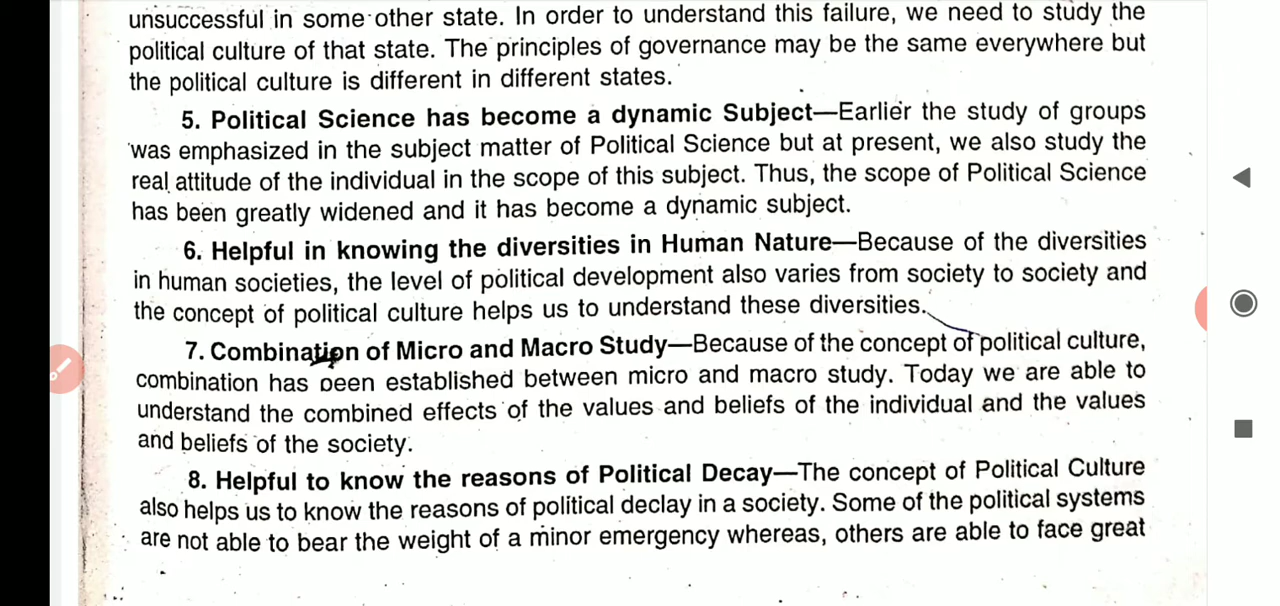 unsuccessful in some other state. In order to understand this failure, we need to study the
political culture of that state. The principles of governance may be the same everywhere but
the political culture is different in different states.
5. Political Science has become a dynamic Subject—Earlier the study of groups
was emphasized in the subject matter of Political Science but at present, we also study the
real attitude of the individual in the scope of this subject. Thus, the scope of Political Science
has been greatly widened and it has become a dynamic subject.
6. Helpful in knowing the diversities in Human Nature—Because of the diversities
in human societies, the level of political development also varies from society to society and
the concept of political culture helps us to understand these diversities.
7. Combination of Micro and Macro Study—Because of the concept of political culture,
combination has been established between micro and macro study. Today we are able to
understand the combined effects of the values and beliefs of the individual and the values
and beliefs of the society.
8. Helpful to know the reasons of Political Decay—The concept of Political Culture
also helps us to know the reasons of political declay in a society. Some of the political systems
are not able to bear the weight of a minor emergency whereas, others are able to face great